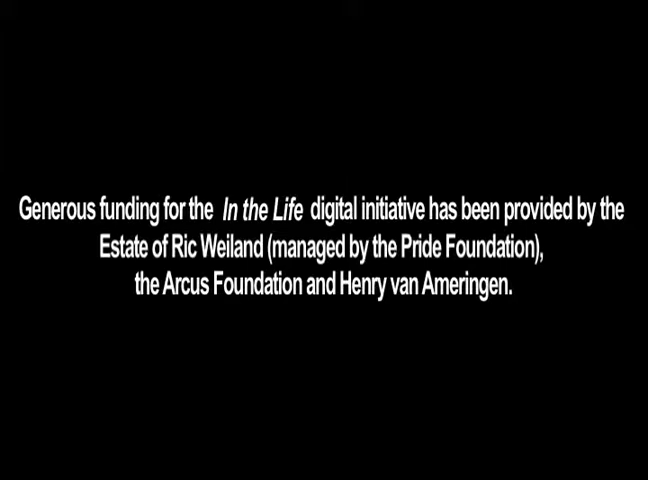 Generous funding for the In the Life digital initiative has been provided by the
Estate of Ric Weiland (managed by the Pride Foundation),
the Arcus Foundation and Henry van Ameringen.